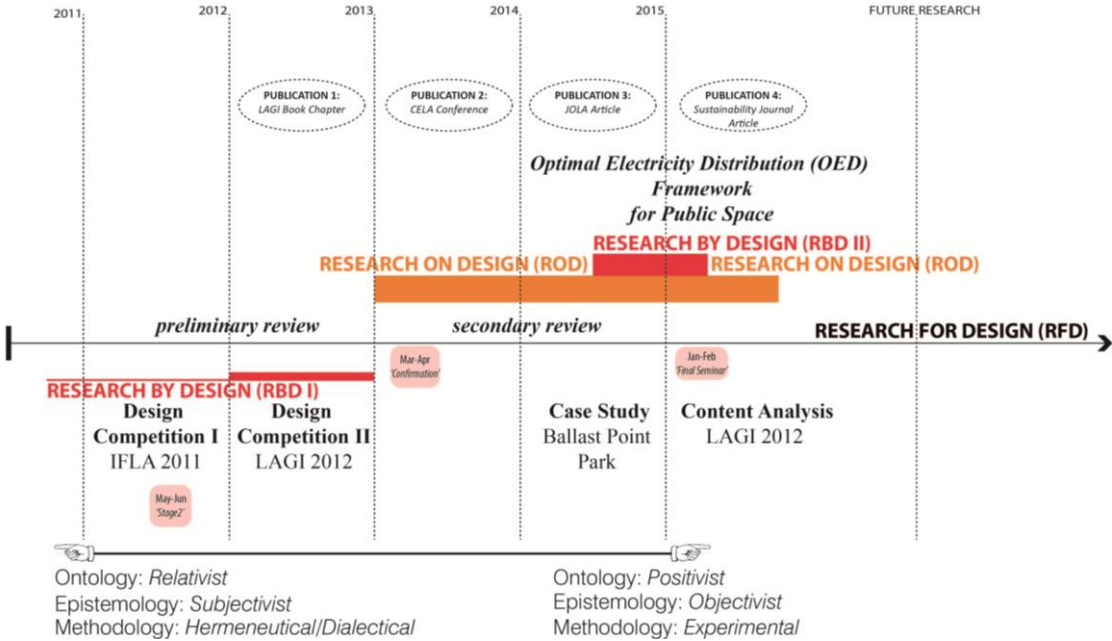 2011
2012
2013
2014
2015
FUTURE RESEARCH
PUBLICATION 1:
LAGI Book Chapter
PUBLICATION 2:
CELA Conference
PUBLICATION 3:
JOLA Article
PUBLICATION 4:
Sustainability Journal
Article
Optimal Electricity Distribution (OED)
Framework
for Public Space
RESEARCH BY DESIGN (RBD II)
RESEARCH ON DESIGN (ROD)
RESEARCH ON DESIGN (ROD)
preliminary review
secondary review
RESEARCH FOR DESIGN (RFD)
Mar-Apr
'Confirmation'
Jan-Feb
'Final Seminar'
RESEARCH BY DESIGN (RBD I)
Design
Competition I
IFLA 2011
Design
Competition II
LAGI 2012
Case Study
Ballast Point
Park
Content Analysis
LAGI 2012
May-Jun
'Stage2'
Ontology: Relativist
Epistemology: Subjectivist
Methodology: Hermeneutical/Dialectical
Ontology: Positivist
Epistemology: Objectivist
Methodology: Experimental